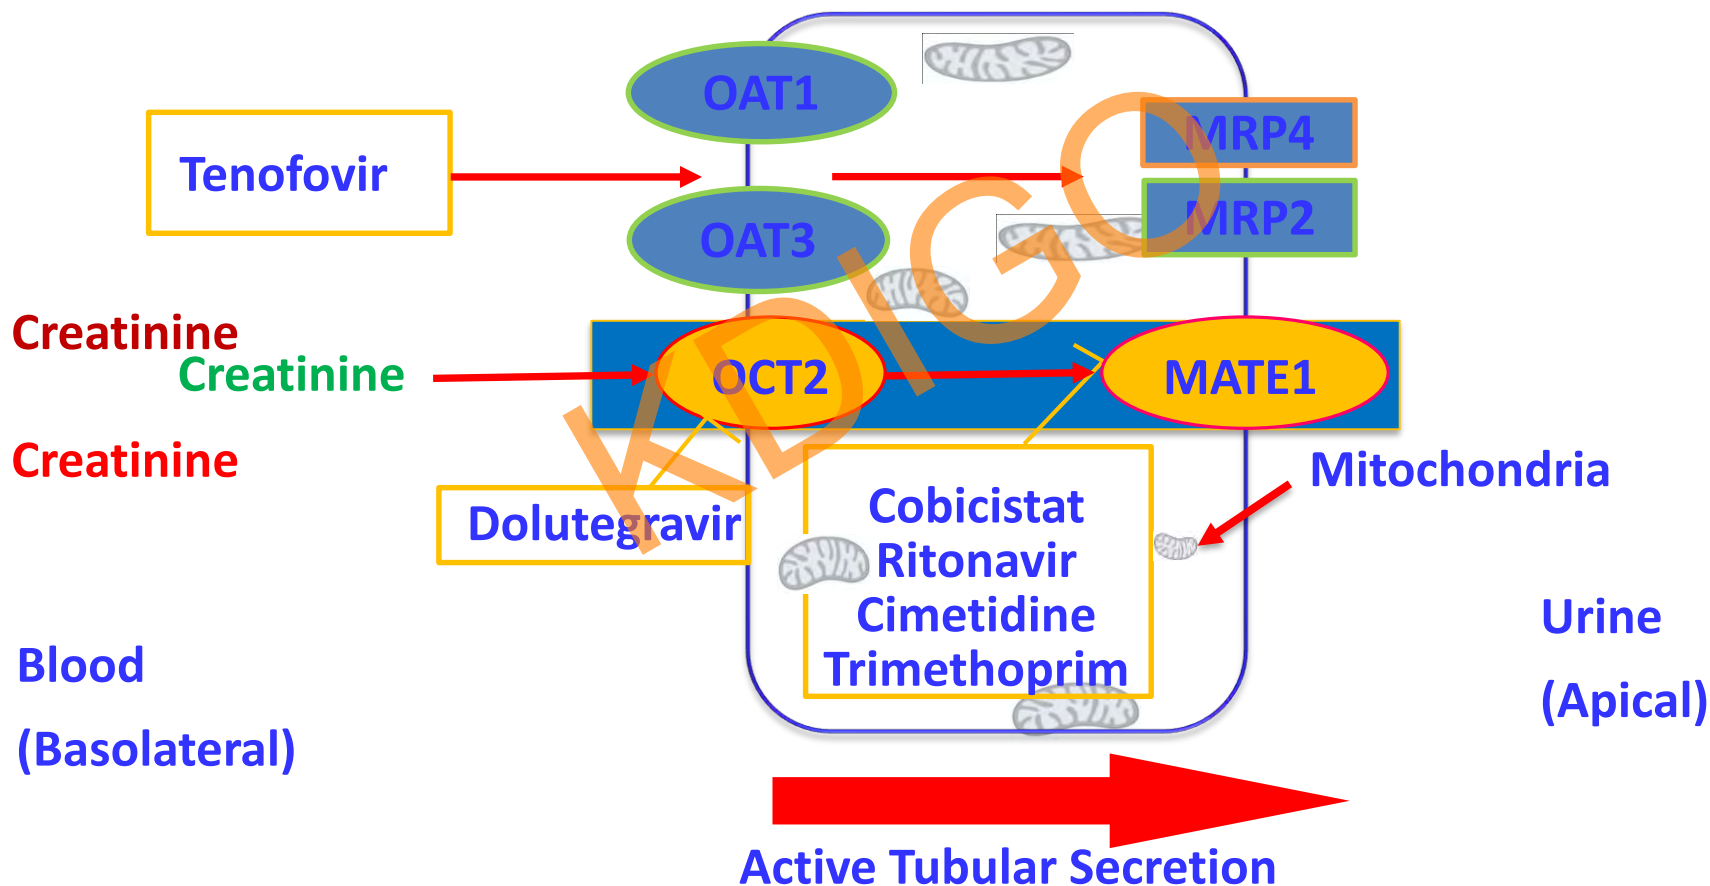 OAT1
MRP4
Tenofovir
MRP2
OAT3
Creatinine
Creatinine
OCT2
MATE1
Creatinine
Mitochondria
Dolutegravir
Cobicistat
Ritonavir
Cimetidine
Trimethoprim
Urine
(Apical)
Blood
(Basolateral)
Active Tubular Secretion
KDIGO